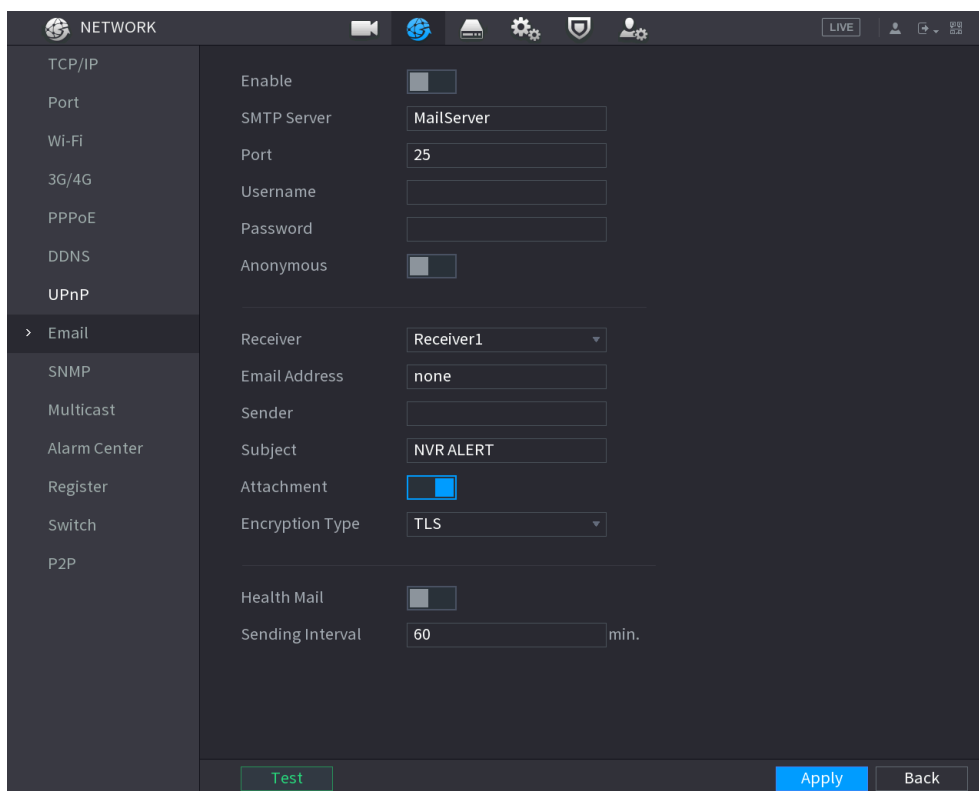 NETWORK
LIVE
TCP/IP
Port
Wi-Fi
3G/4G
PPPoE
DDNS
UPnP
Email
SNMP
Multicast
Alarm Center
Register
Switch
P2P
Enable
SMTP Server MailServer
Port 25
Username
Password
Anonymous
Receiver Receiver1
Email Address none
Sender
Subject NVR ALERT
Attachment
Encryption Type TLS
Health Mail
Sending Interval 60 min.
Test Apply Back